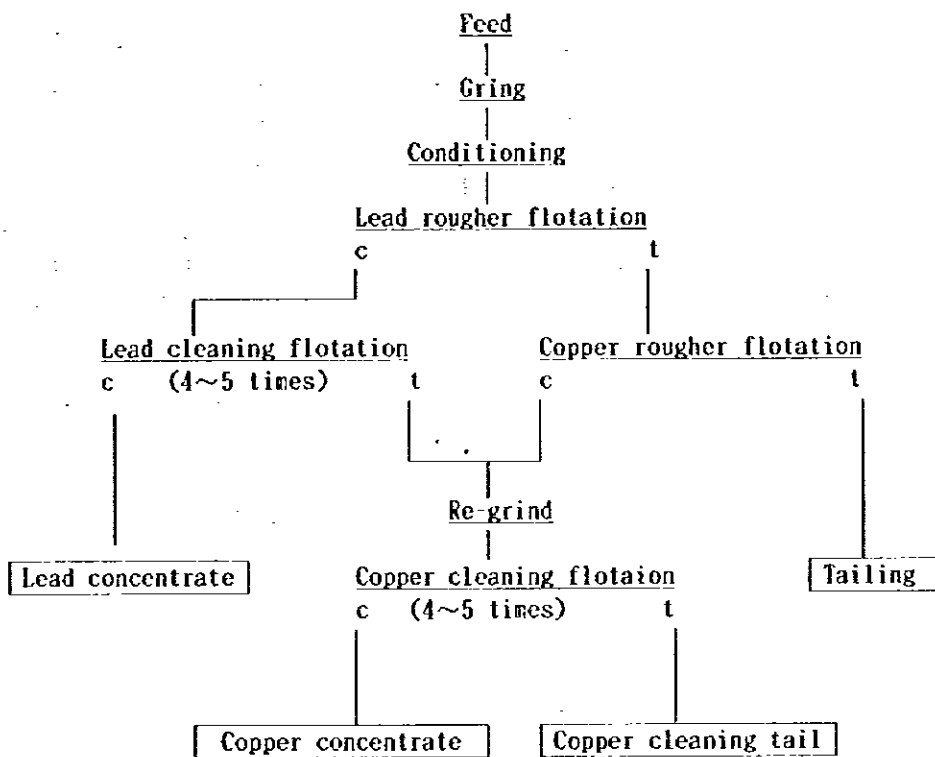 Feed
Gring
Conditioning
Lead rougher flotation
c t
Lead cleaning flotation Copper rougher flotation
c (4~5 times) t c t
Re-grind
Lead concentrate Copper cleaning flotaion Tailing
c (4~5 times) t
Copper concentrate Copper cleaning tail